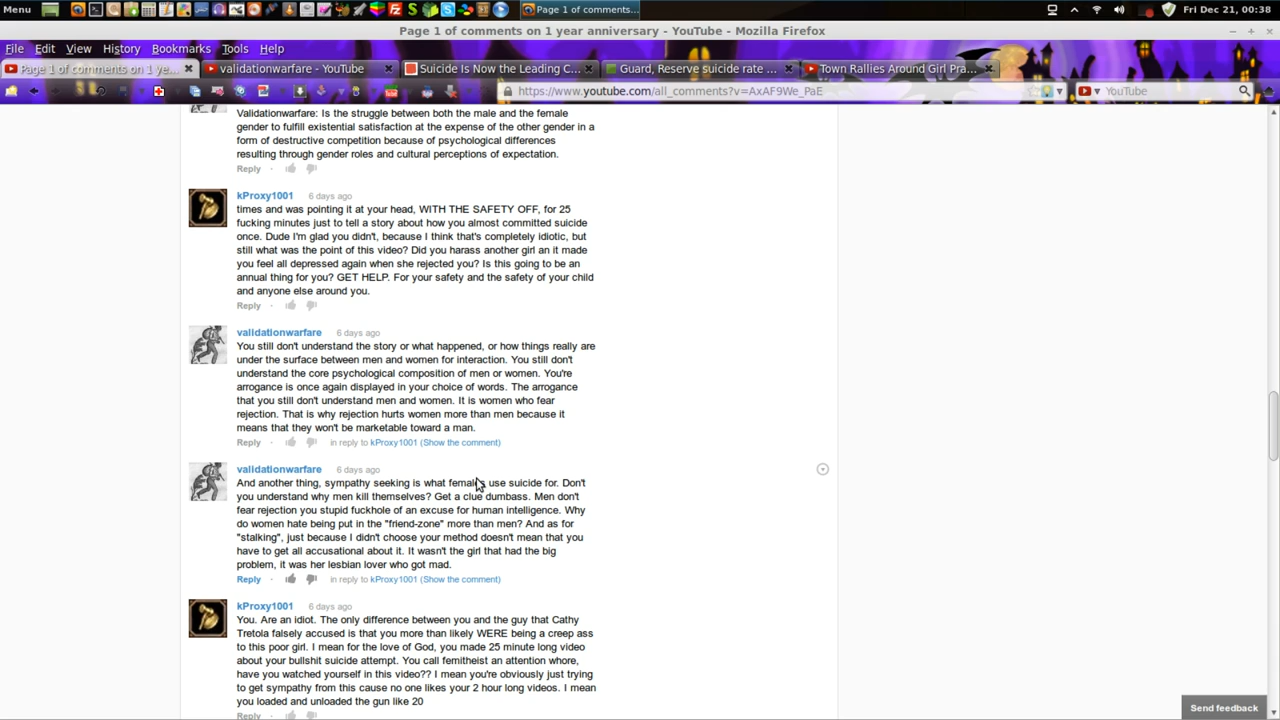 Menu
Page 1 of comments...
Fri Dec 21, 00:38
Page 1 of comments on 1 year anniversary - YouTube - Mozilla Firefox
File Edit View History Bookmarks Tools Help
Page 1 of comments on 1 ye...
validationwarfare - YouTube
Suicide Is Now the Leading C...
Guard, Reserve suicide rate ...
Town Rallies Around Girl Pra...
https://www.youtube.com/all_comments?v=AxAF9We_PaE
YouTube
Validationwarfare: Is the struggle between both the male and the female
gender to fulfill existential satisfaction at the expense of the other gender in a
form of destructive competition because of psychological differences
resulting through gender roles and cultural perceptions of expectation.
Reply ·
kProxy1001 6 days ago
times and was pointing it at your head, WITH THE SAFETY OFF, for 25
fucking minutes just to tell a story about how you almost committed suicide
once. Dude I'm glad you didn't, because I think that's completely idiotic, but
still what was the point of this video? Did you harass another girl an it made
you feel all depressed again when she rejected you? Is this going to be an
annual thing for you? GET HELP. For your safety and the safety of your child
and anyone else around you.
Reply ·
validationwarfare 6 days ago
You still don't understand the story or what happened, or how things really are
under the surface between men and women for interaction. You still don't
understand the core psychological composition of men or women. You're
arrogance is once again displayed in your choice of words. The arrogance
that you still don't understand men and women. It is women who fear
rejection. That is why rejection hurts women more than men because it
means that they won't be marketable toward a man.
Reply · in reply to kProxy1001 (Show the comment)
validationwarfare 6 days ago
And another thing, sympathy seeking is what females use suicide for. Don't
you understand why men kill themselves? Get a clue dumbass. Men don't
fear rejection you stupid fuckhole of an excuse for human intelligence. Why
do women hate being put in the "friend-zone" more than men? And as for
"stalking", just because I didn't choose your method doesn't mean that you
have to get all accusational about it. It wasn't the girl that had the big
problem, it was her lesbian lover who got mad.
Reply · in reply to kProxy1001 (Show the comment)
kProxy1001 6 days ago
You. Are an idiot. The only difference between you and the guy that Cathy
Tretola falsely accused is that you more than likely WERE being a creep ass
to this poor girl. I mean for the love of God, you made 25 minute long video
about your bullshit suicide attempt. You call femitheist an attention whore,
have you watched yourself in this video?? I mean you're obviously just trying
to get sympathy from this cause no one likes your 2 hour long videos. I mean
you loaded and unloaded the gun like 20
Reply ·
Send feedback